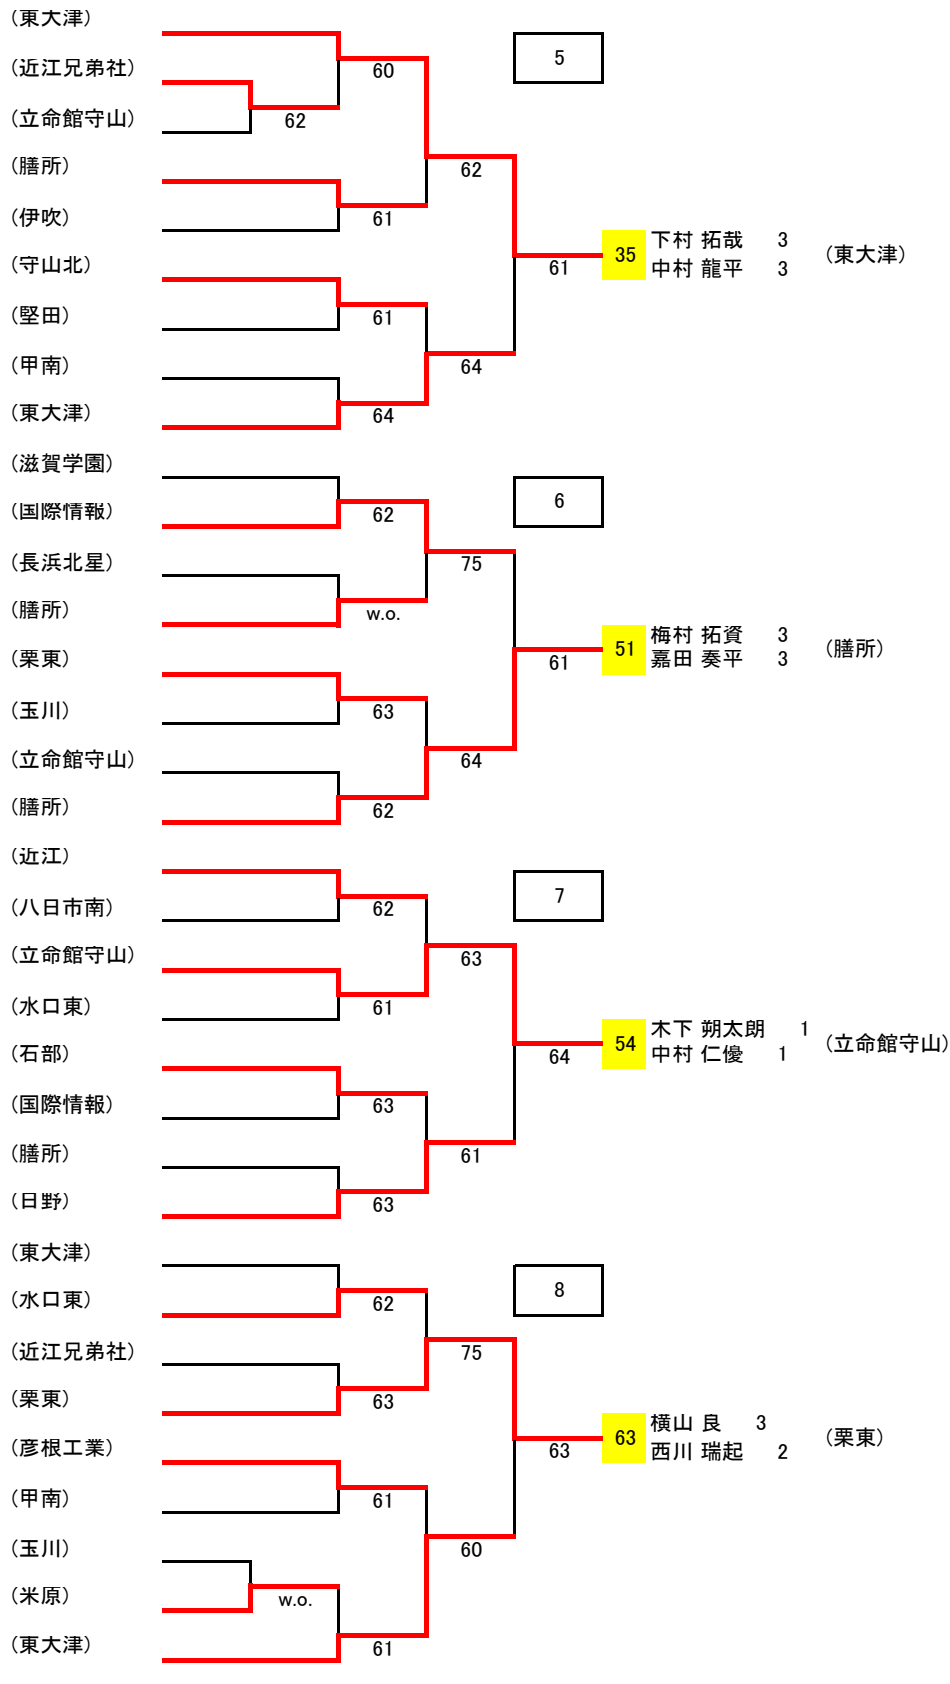 (東大津)
5
(近江兄弟社)
60
(立命館守山)
62
(膳所)
62
(伊吹)
61
下村 拓哉 3
35
(東大津)
中村 龍平 3
61
(守山北)
(堅田)
61
(甲南)
64
(東大津)
64
(滋賀学園)
6
(国際情報)
62
(長浜北星)
75
(膳所)
w.o.
梅村 拓資 3
51
(膳所)
嘉田 奏平 3
61
(栗東)
(玉川)
63
(立命館守山)
64
(膳所)
62
(近江)
7
(八日市南)
62
(立命館守山)
63
(水口東)
61
木下 朔太朗 1
54
(立命館守山)
中村 仁優 1
64
(石部)
(国際情報)
63
(膳所)
61
(日野)
63
(東大津)
8
(水口東)
62
(近江兄弟社)
75
(栗東)
63
横山 良 3
63
(栗東)
西川 瑞起 2
63
(彦根工業)
(甲南)
61
(玉川)
60
(米原)
w.o.
(東大津)
61